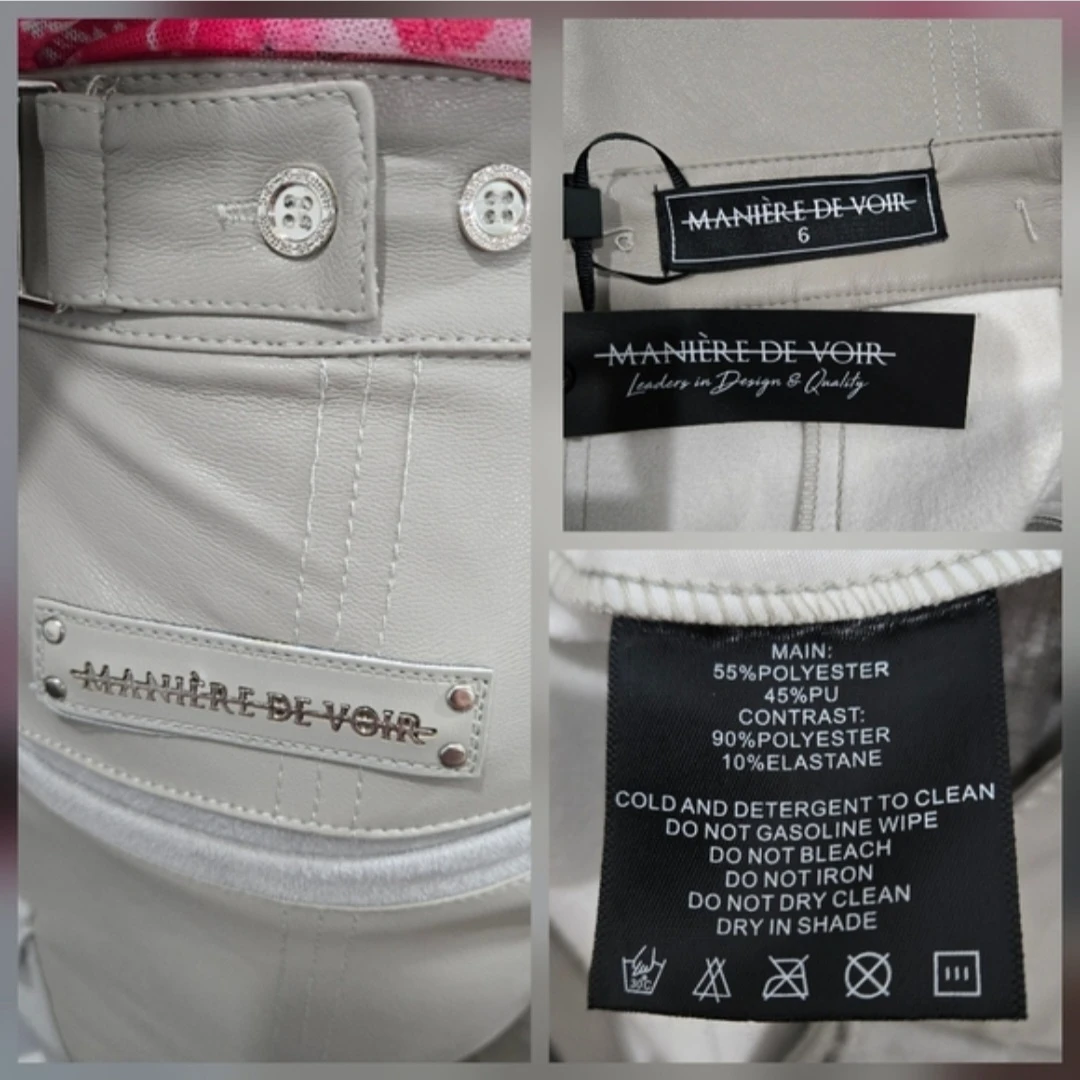 MANIÈRE DE VOIR
MANIÈRE DE VOIR
6
MANIÈRE DE VOIR
Leaders in Design & Quality
MAIN:
55%POLYESTER
45%PU
CONTRAST:
90%POLYESTER
10%ELASTANE
COLD AND DETERGENT TO CLEAN
DO NOT GASOLINE WIPE
DO NOT BLEACH
DO NOT IRON
DO NOT DRY CLEAN
DRY IN SHADE
30°C